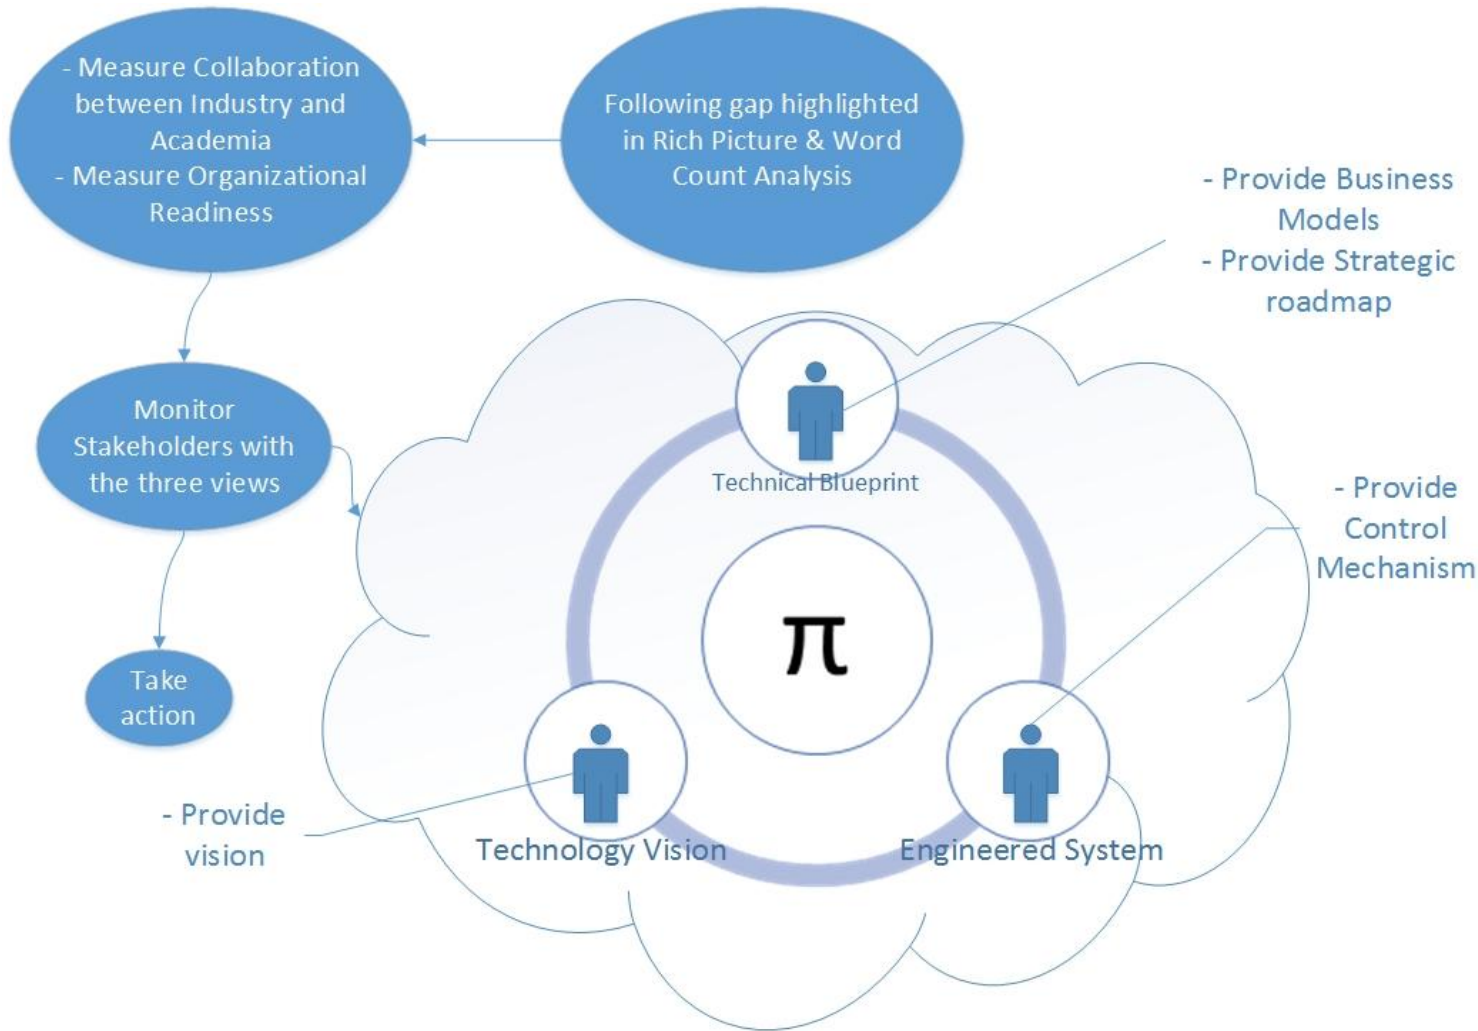 - Measure Collaboration
between Industry and
Academia
- Measure Organizational
Readiness
Following gap highlighted
in Rich Picture & Word
Count Analysis
- Provide Business
Models
- Provide Strategic
roadmap
Monitor
Stakeholders with
the three views
Technical Blueprint
- Provide
Control
Mechanism
π
Take
action
- Provide
vision
Technology Vision
Engineered System